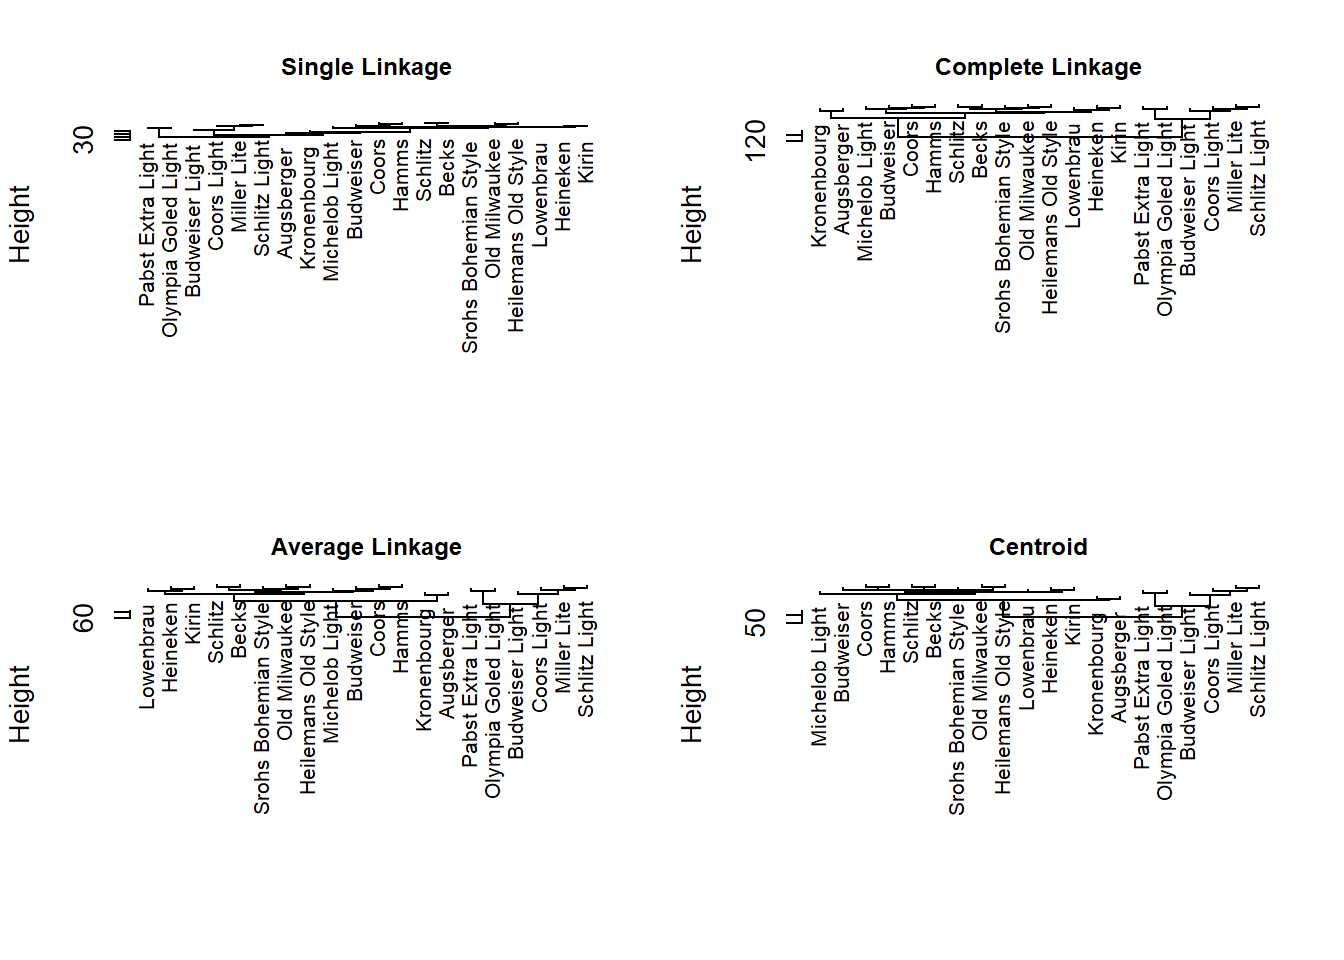 Single Linkage
Height
30
Pabst Extra Light
Olympia Goled Light
Budweiser Light
Coors Light
Miller Lite
Schlitz Light
Augsberger
Kronenbourg
Michelob Light
Budweiser
Coors
Hamms
Schlitz
Becks
Srohs Bohemian Style
Old Milwaukee
Heilemans Old Style
Lowenbrau
Heineken
Kirin
Complete Linkage
Height
120
Kronenbourg
Augsberger
Michelob Light
Budweiser
Coors
Hamms
Schlitz
Becks
Srohs Bohemian Style
Old Milwaukee
Heilemans Old Style
Lowenbrau
Heineken
Kirin
Pabst Extra Light
Olympia Goled Light
Budweiser Light
Coors Light
Miller Lite
Schlitz Light
Average Linkage
Height
60
Lowenbrau
Heineken
Kirin
Schlitz
Becks
Srohs Bohemian Style
Old Milwaukee
Heilemans Old Style
Michelob Light
Budweiser
Coors
Hamms
Kronenbourg
Augsberger
Pabst Extra Light
Olympia Goled Light
Budweiser Light
Coors Light
Miller Lite
Schlitz Light
Centroid
Height
50
Michelob Light
Budweiser
Coors
Hamms
Schlitz
Becks
Srohs Bohemian Style
Old Milwaukee
Heilemans Old Style
Lowenbrau
Heineken
Kirin
Kronenbourg
Augsberger
Pabst Extra Light
Olympia Goled Light
Budweiser Light
Coors Light
Miller Lite
Schlitz Light